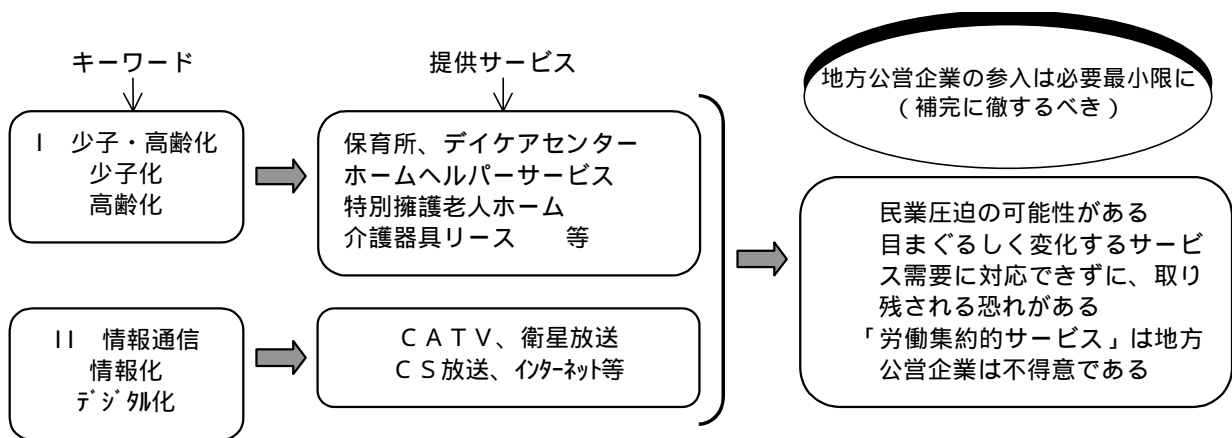 キーワード
提供サービス
地方公営企業の参入は必要最小限に
(補完に徹するべき)
I 少子・高齢化
少子化
高齢化
保育所、デイケアセンター
ホームヘルパーサービス
特別擁護老人ホーム
介護器具リース 等
民業圧迫の可能性がある
目まぐるしく変化するサービ
ス需要に対応できずに、取り
残される恐れがある
「労働集約的サービス」は地方
公営企業は不得意である
II 情報通信
情報化
デジタル化
CATV、衛星放送
CS放送、インターネット等